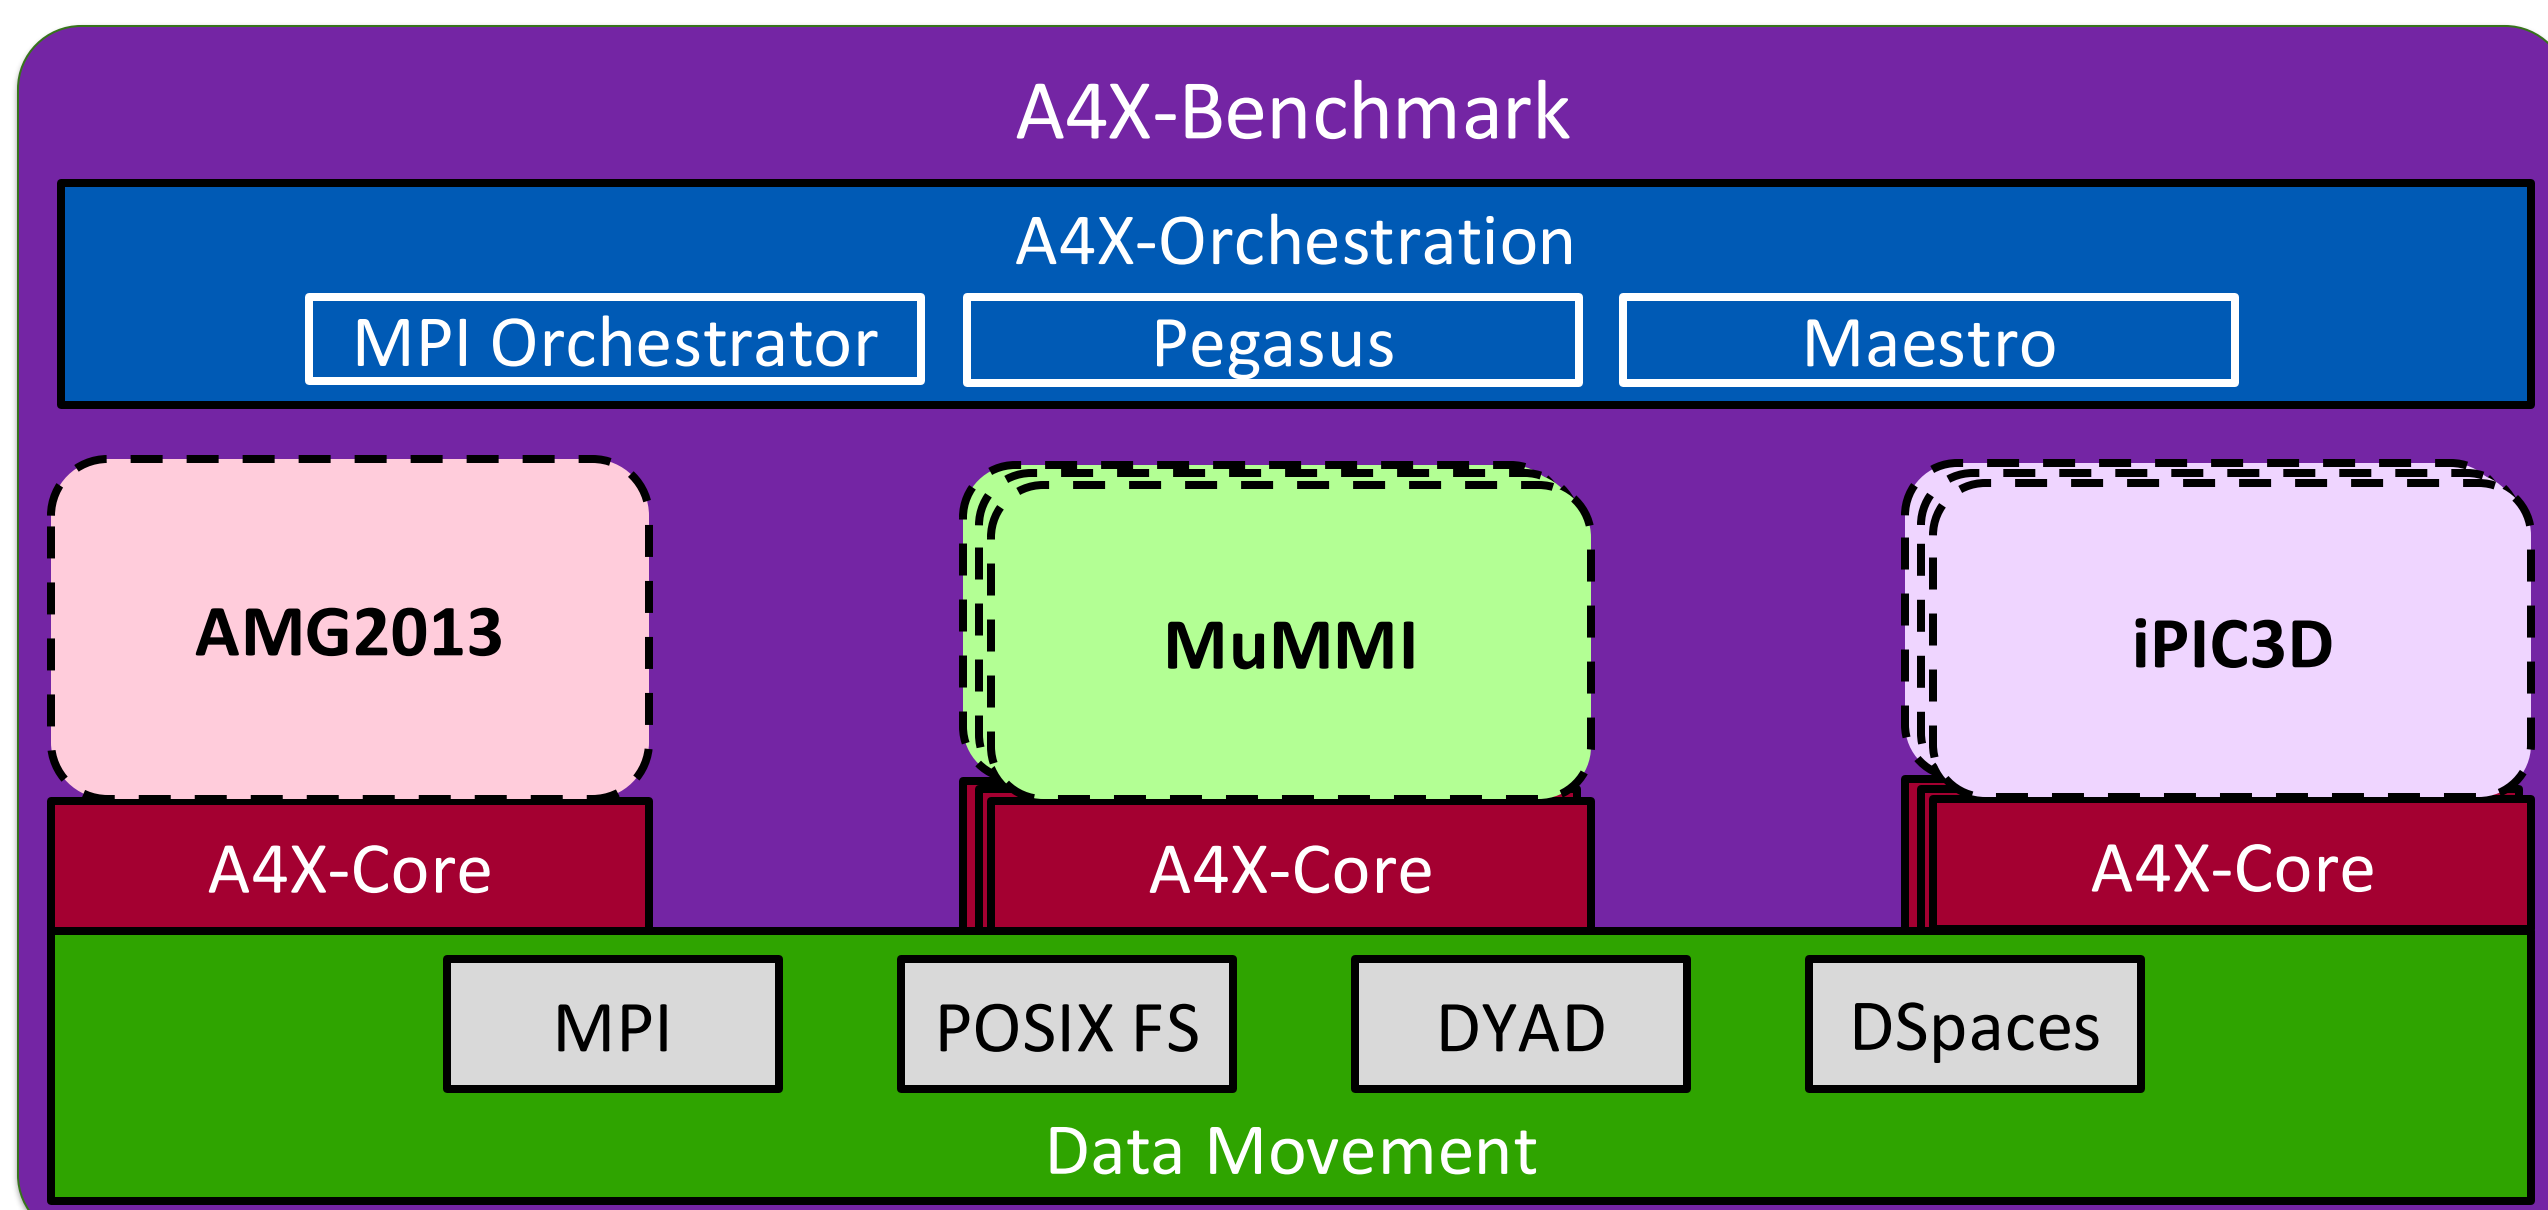 A4X-Benchmark
A4X-Orchestration
MPI Orchestrator
Pegasus
Maestro
AMG2013
MuMMI
iPIC3D
A4X-Core
A4X-Core
A4X-Core
MPI
POSIX FS
DYAD
DSpaces
Data Movement